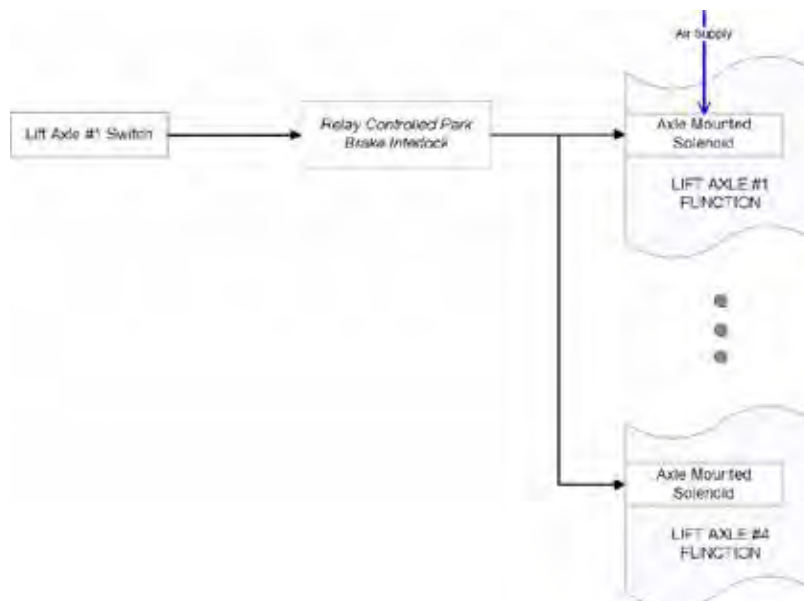 Air Supply
Lift Axle #1 Switch
Relay Controlled Park
Brake Interlock
Axle Mounted
Solenoid
LIFT AXLE #1
FUNCTION
Axle Mounted
Solenoid
LIFT AXLE #4
FUNCTION